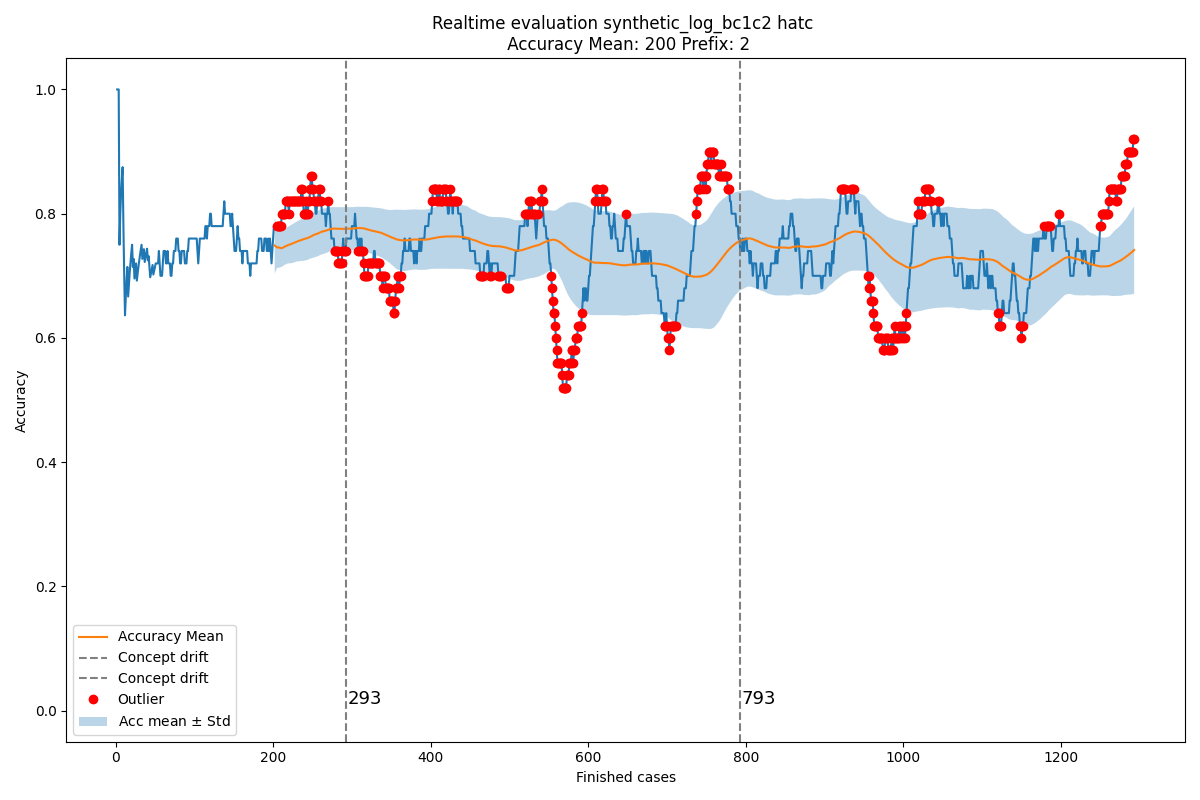 Realtime evaluation synthetic_log_bc1c2 hatc
Accuracy Mean: 200 Prefix: 2
1.0
0.8
0.6
0.4
0.2
0.0
Accuracy
Accuracy Mean
Concept drift
Concept drift
Outlier
Acc mean ± Std
293
793
0
200
400
600
800
1000
1200
Finished cases